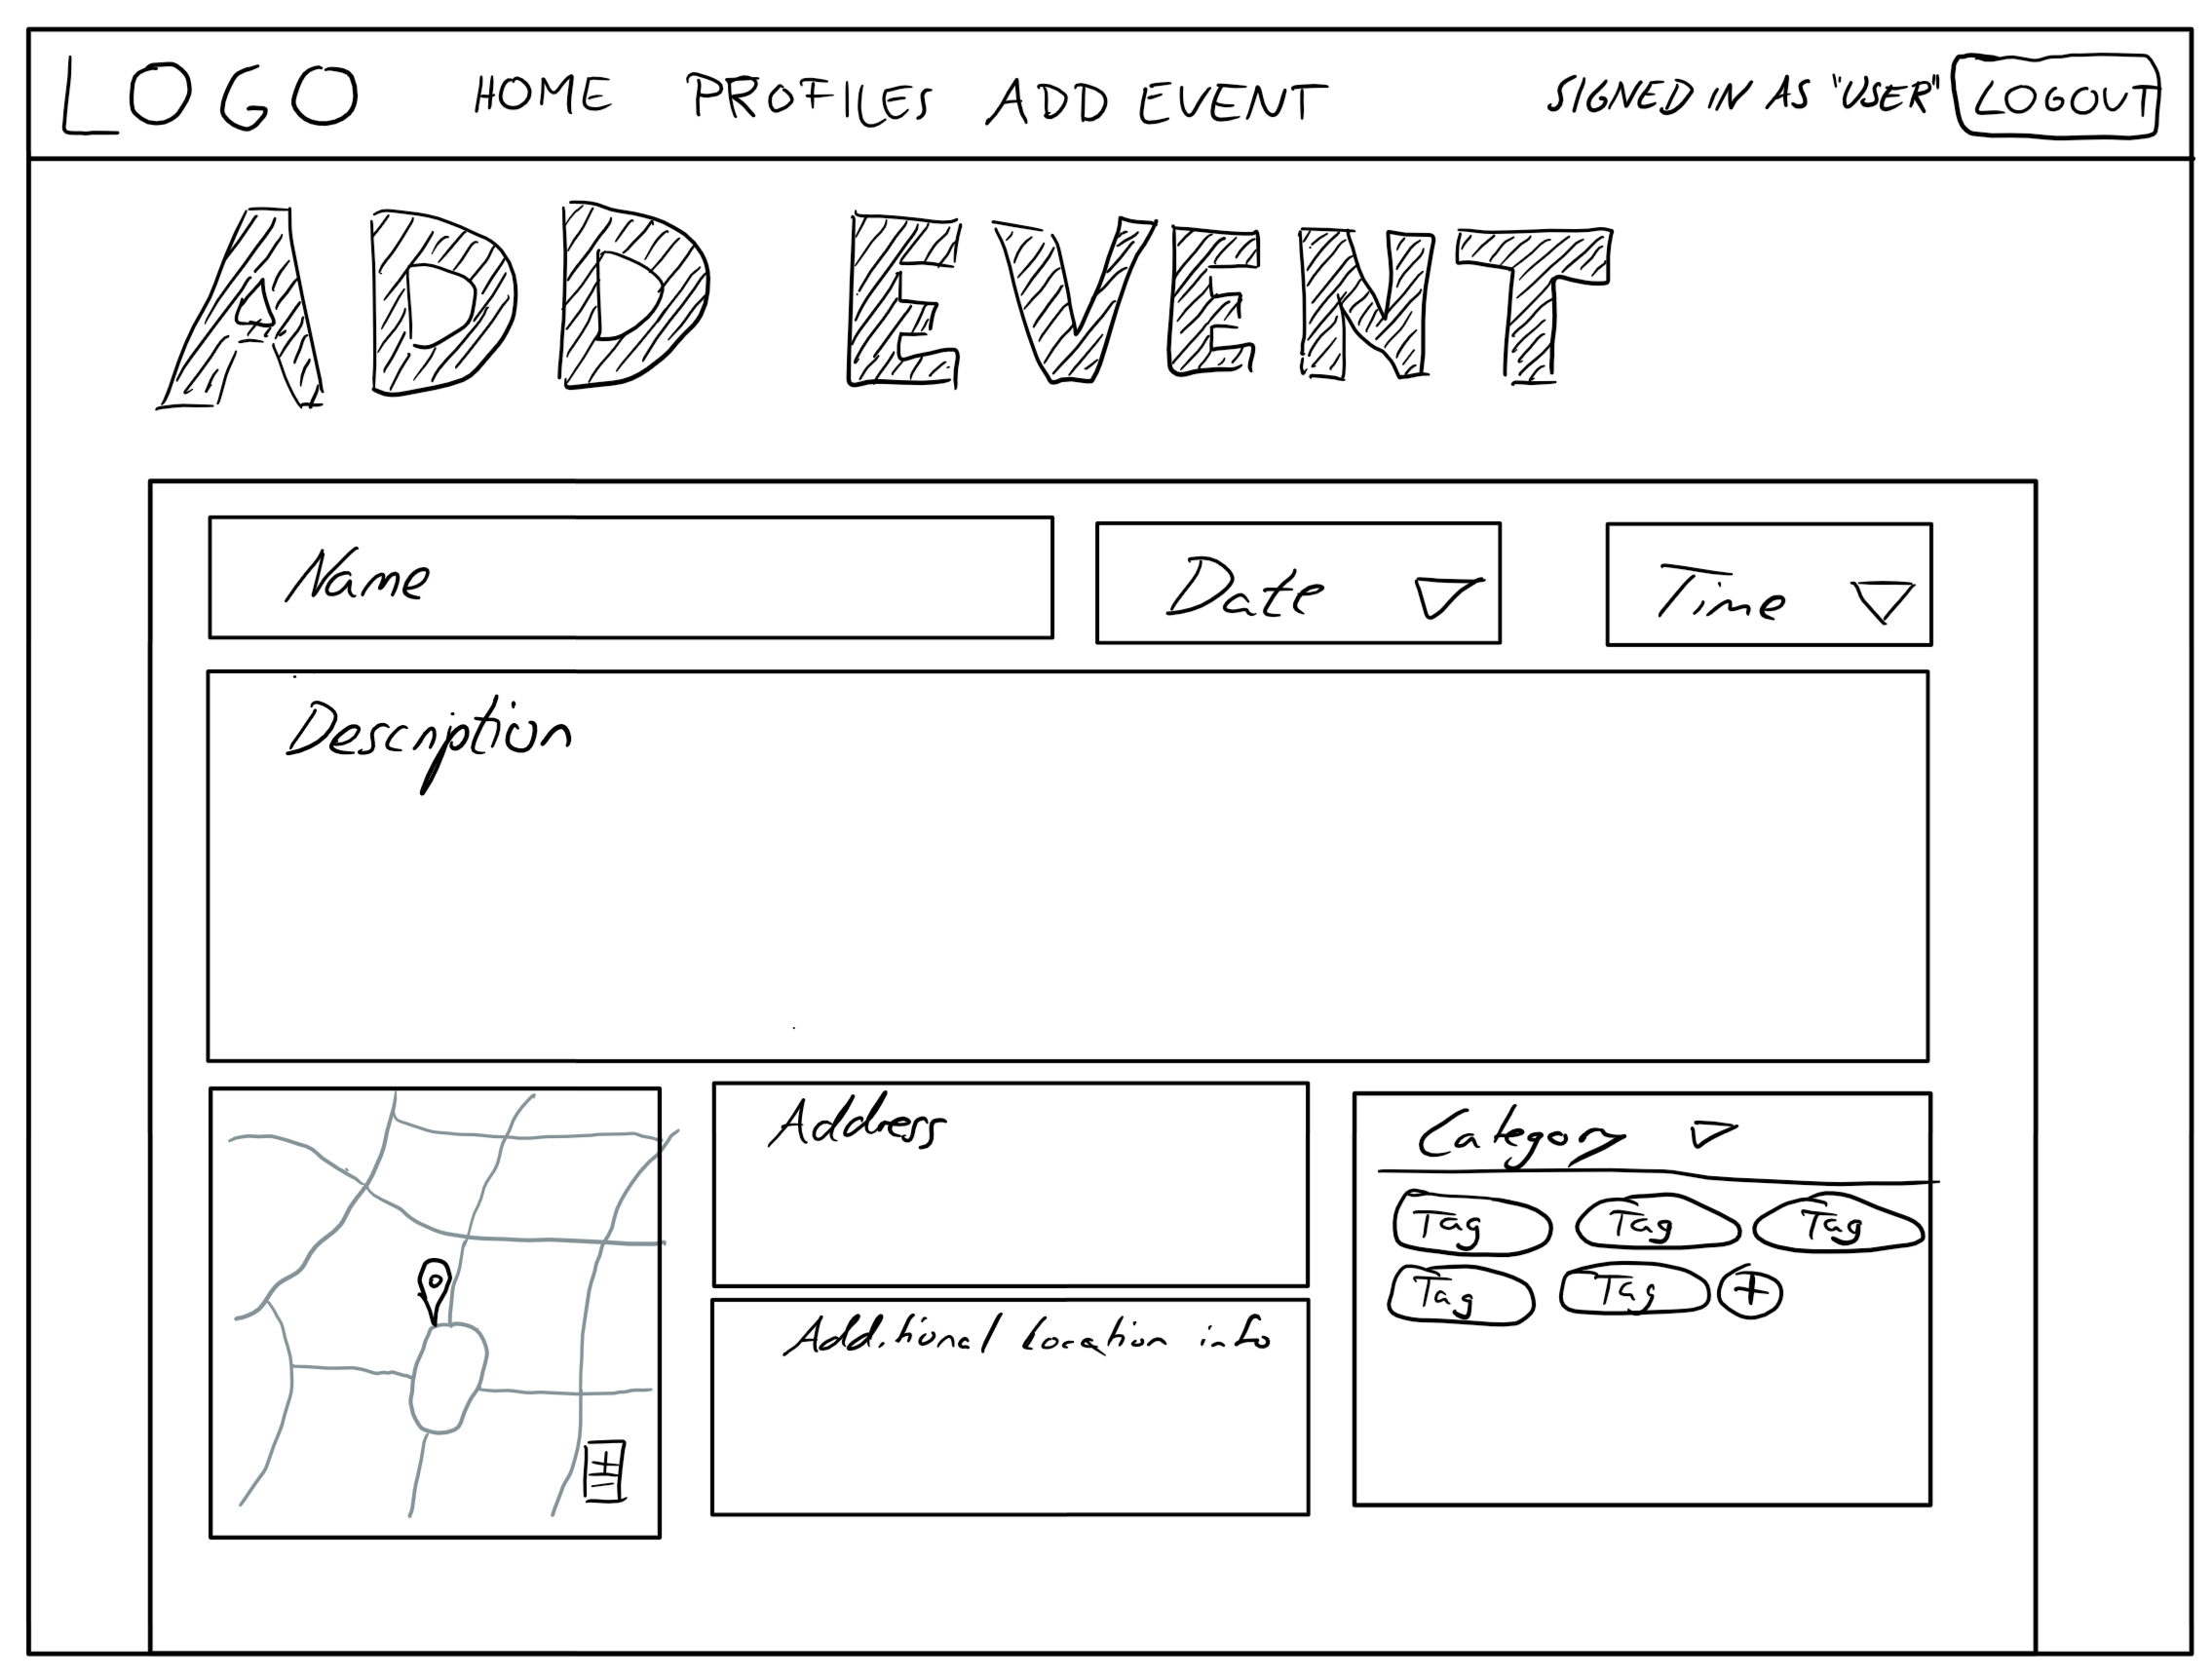 LOGO HOME PROFILES ADD EVENT SIGNED IN AS "USER" LOGOUT
ADD EVENT
Name Date Time
Description
Address
Additional location info
Category
Tag Tag Tag
Tag Tag +